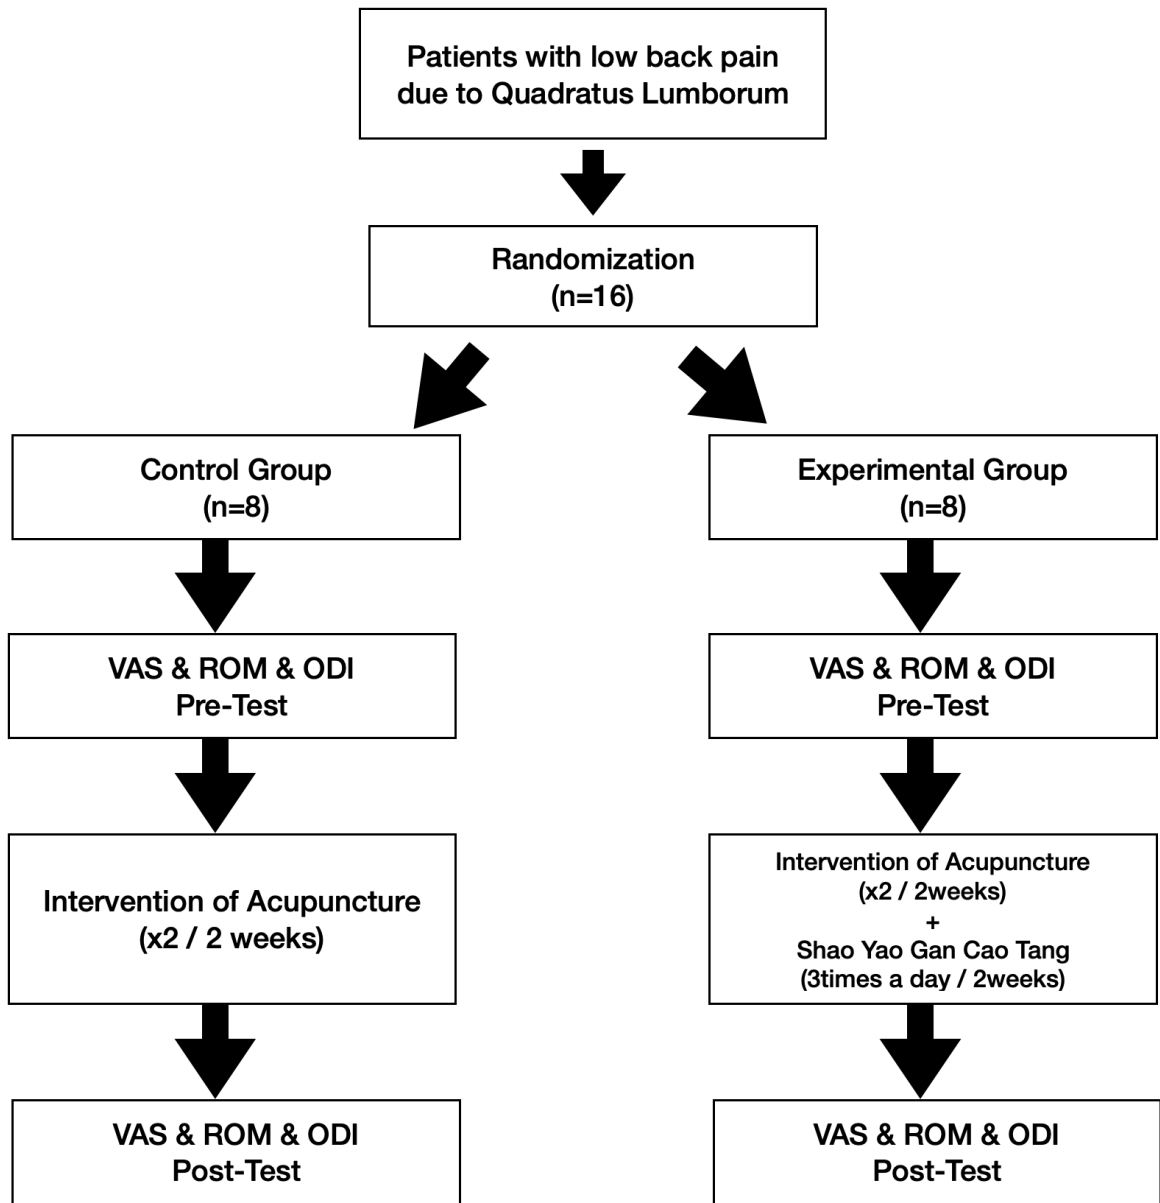 Patients with low back pain
due to Quadratus Lumborum
Randomization
(n=16)
Control Group
(n=8)
Experimental Group
(n=8)
VAS & ROM & ODI
Pre-Test
VAS & ROM & ODI
Pre-Test
Intervention of Acupuncture
(x2 / 2 weeks)
Intervention of Acupuncture
(x2 / 2weeks)
+
Shao Yao Gan Cao Tang
(3times a day / 2weeks)
VAS & ROM & ODI
Post-Test
VAS & ROM & ODI
Post-Test